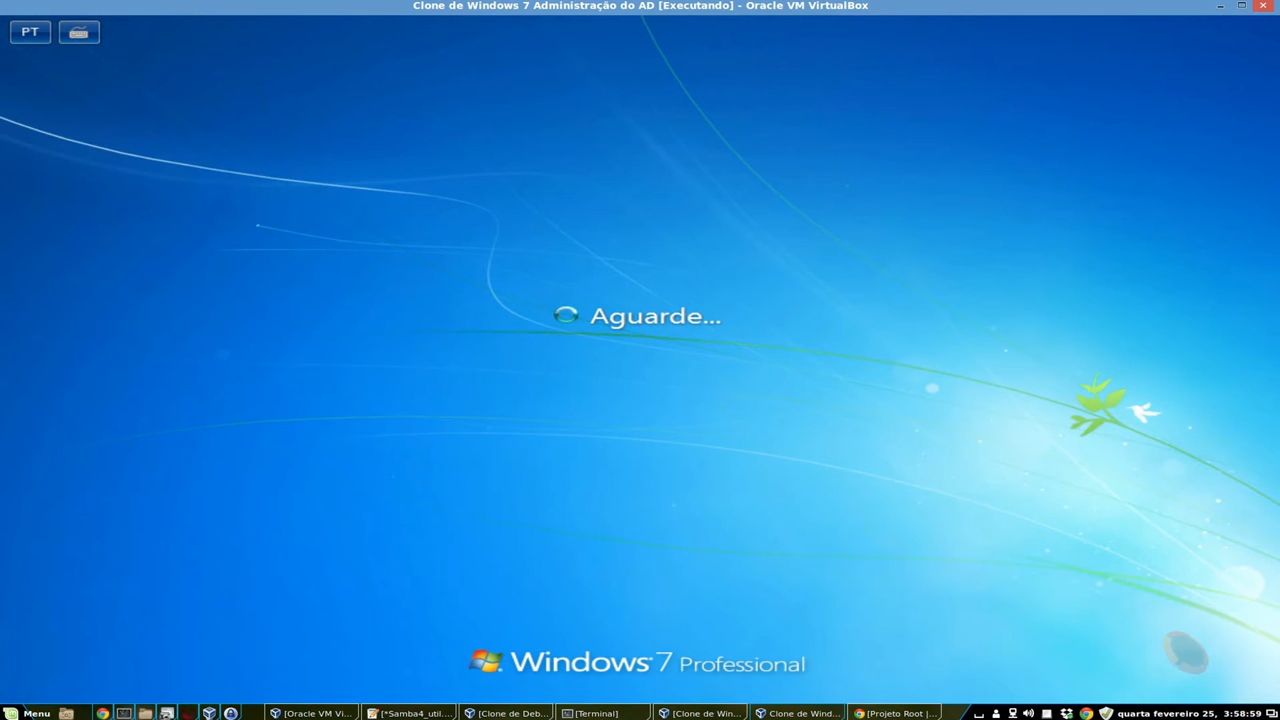 Clone de Windows 7 Administração do AD [Executando] - Oracle VM VirtualBox
PT
Aguarde...
Windows 7 Professional
Menu [Oracle VM Vi... [*Samba4_util.... [Clone de Deb... [Terminal] [Clone de Win... Clone de Wind... [Projeto Root |... quarta fevereiro 25, 3:58:59